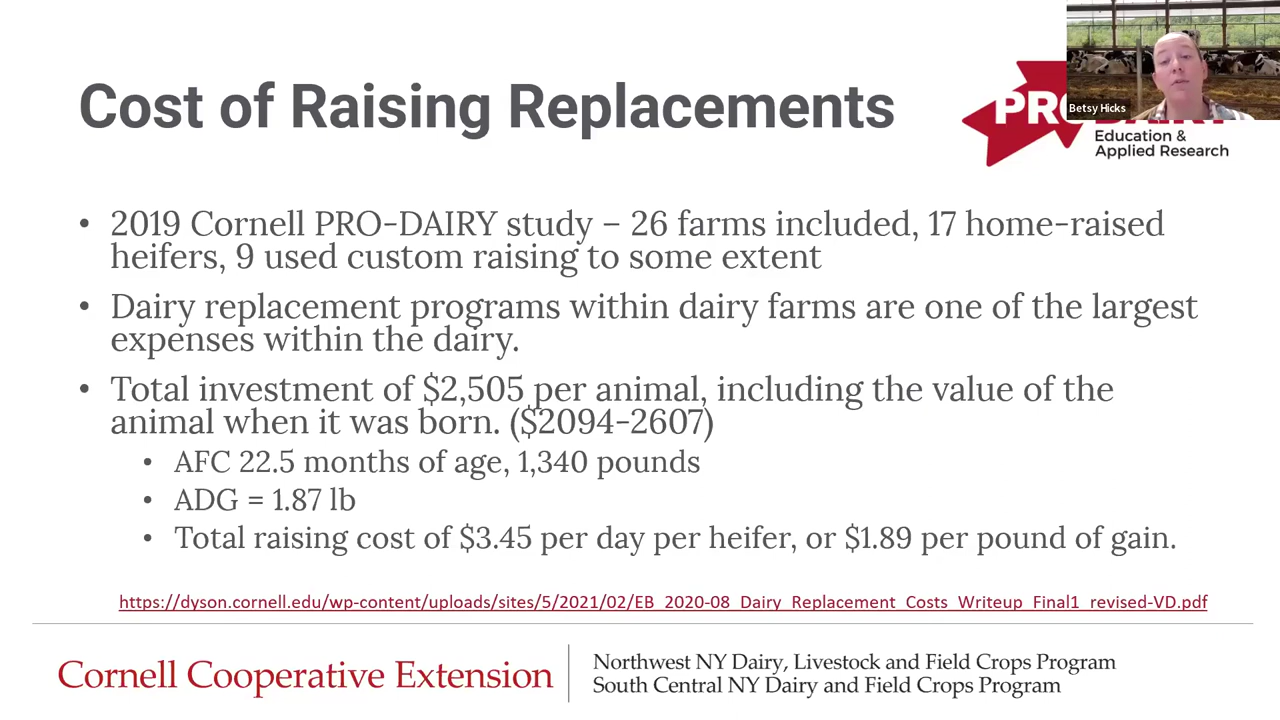 Cost of Raising Replacements
PRO
Betsy Hicks
Education &
Applied Research
• 2019 Cornell PRO-DAIRY study – 26 farms included, 17 home-raised
heifers, 9 used custom raising to some extent
• Dairy replacement programs within dairy farms are one of the largest
expenses within the dairy.
• Total investment of $2,505 per animal, including the value of the
animal when it was born. ($2094-2607)
• AFC 22.5 months of age, 1,340 pounds
• ADG = 1.87 lb
• Total raising cost of $3.45 per day per heifer, or $1.89 per pound of gain.
https://dyson.cornell.edu/wp-content/uploads/sites/5/2021/02/EB_2020-08_Dairy_Replacement_Costs_Writeup_Final1_revised-VD.pdf
Cornell Cooperative Extension
Northwest NY Dairy, Livestock and Field Crops Program
South Central NY Dairy and Field Crops Program